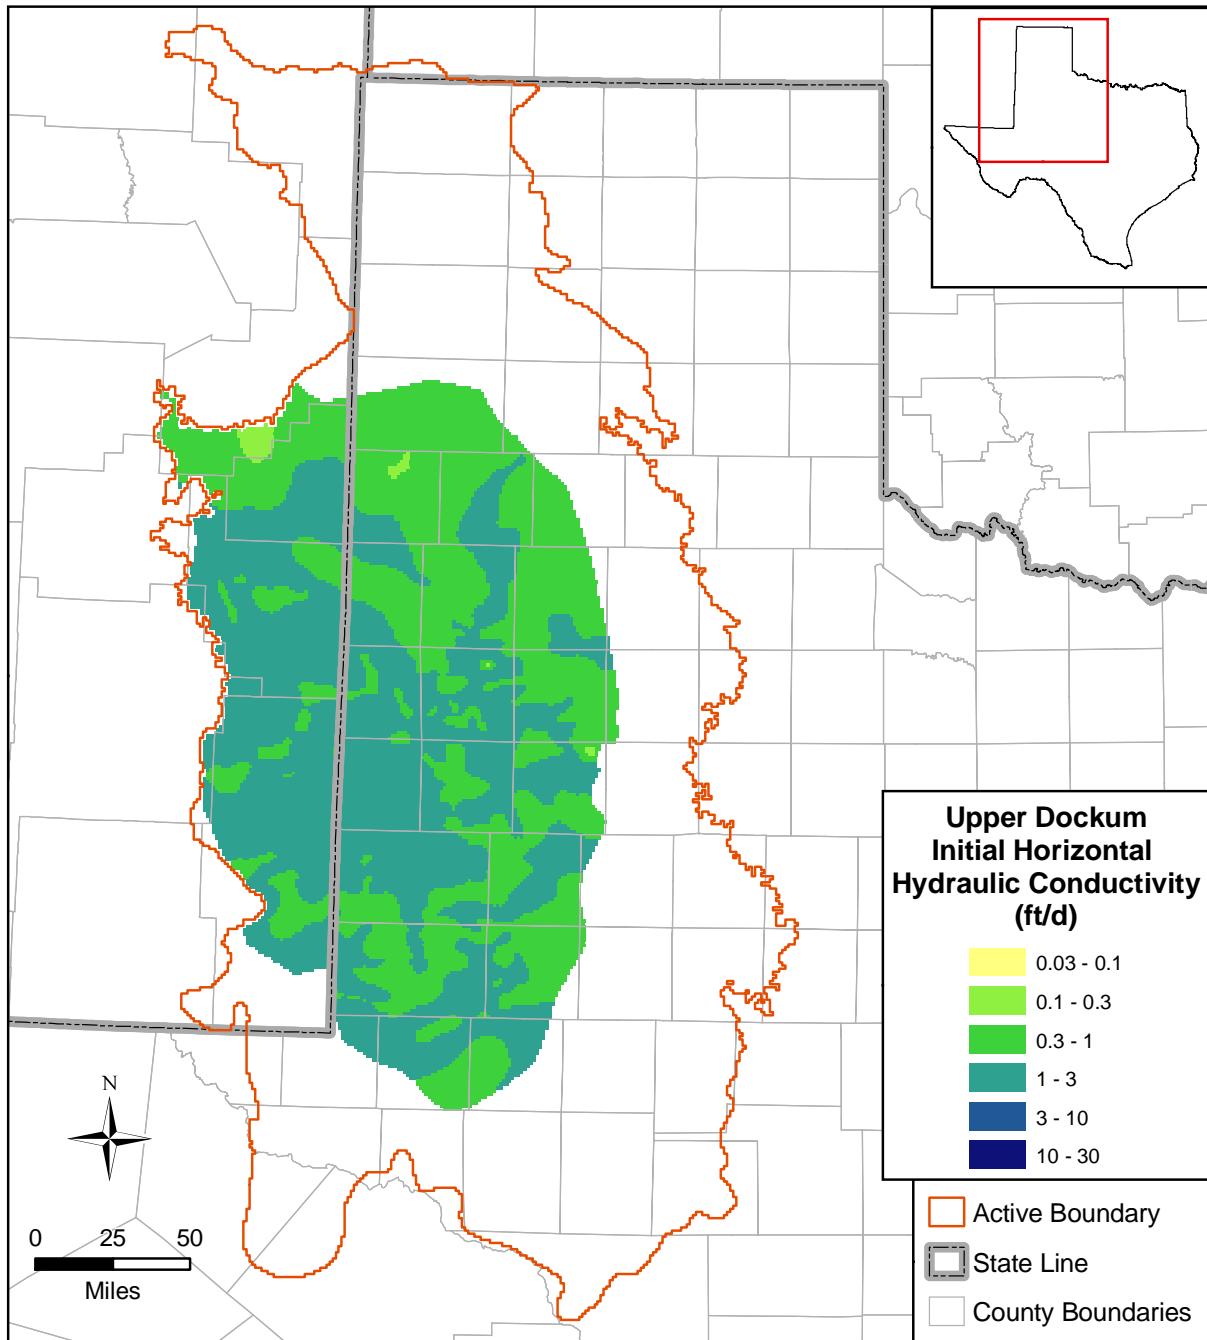 Upper Dockum
Initial Horizontal
Hydraulic Conductivity
(ft/d)
0.03 - 0.1
0.1 - 0.3
0.3 - 1
1 - 3
3 - 10
10 - 30
N
0 25 50
Miles
Active Boundary
State Line
County Boundaries